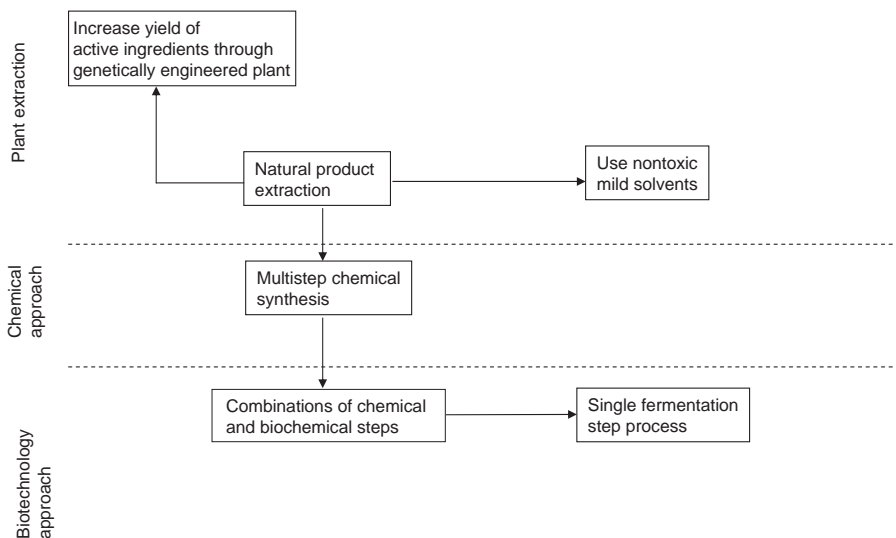 Increase yield of
active ingredients through
genetically engineered plant
Plant extraction
Natural product
extraction
Use nontoxic
mild solvents
Chemical
approach
Multistep chemical
synthesis
Biotechnology
approach
Combinations of chemical
and biochemical steps
Single fermentation
step process